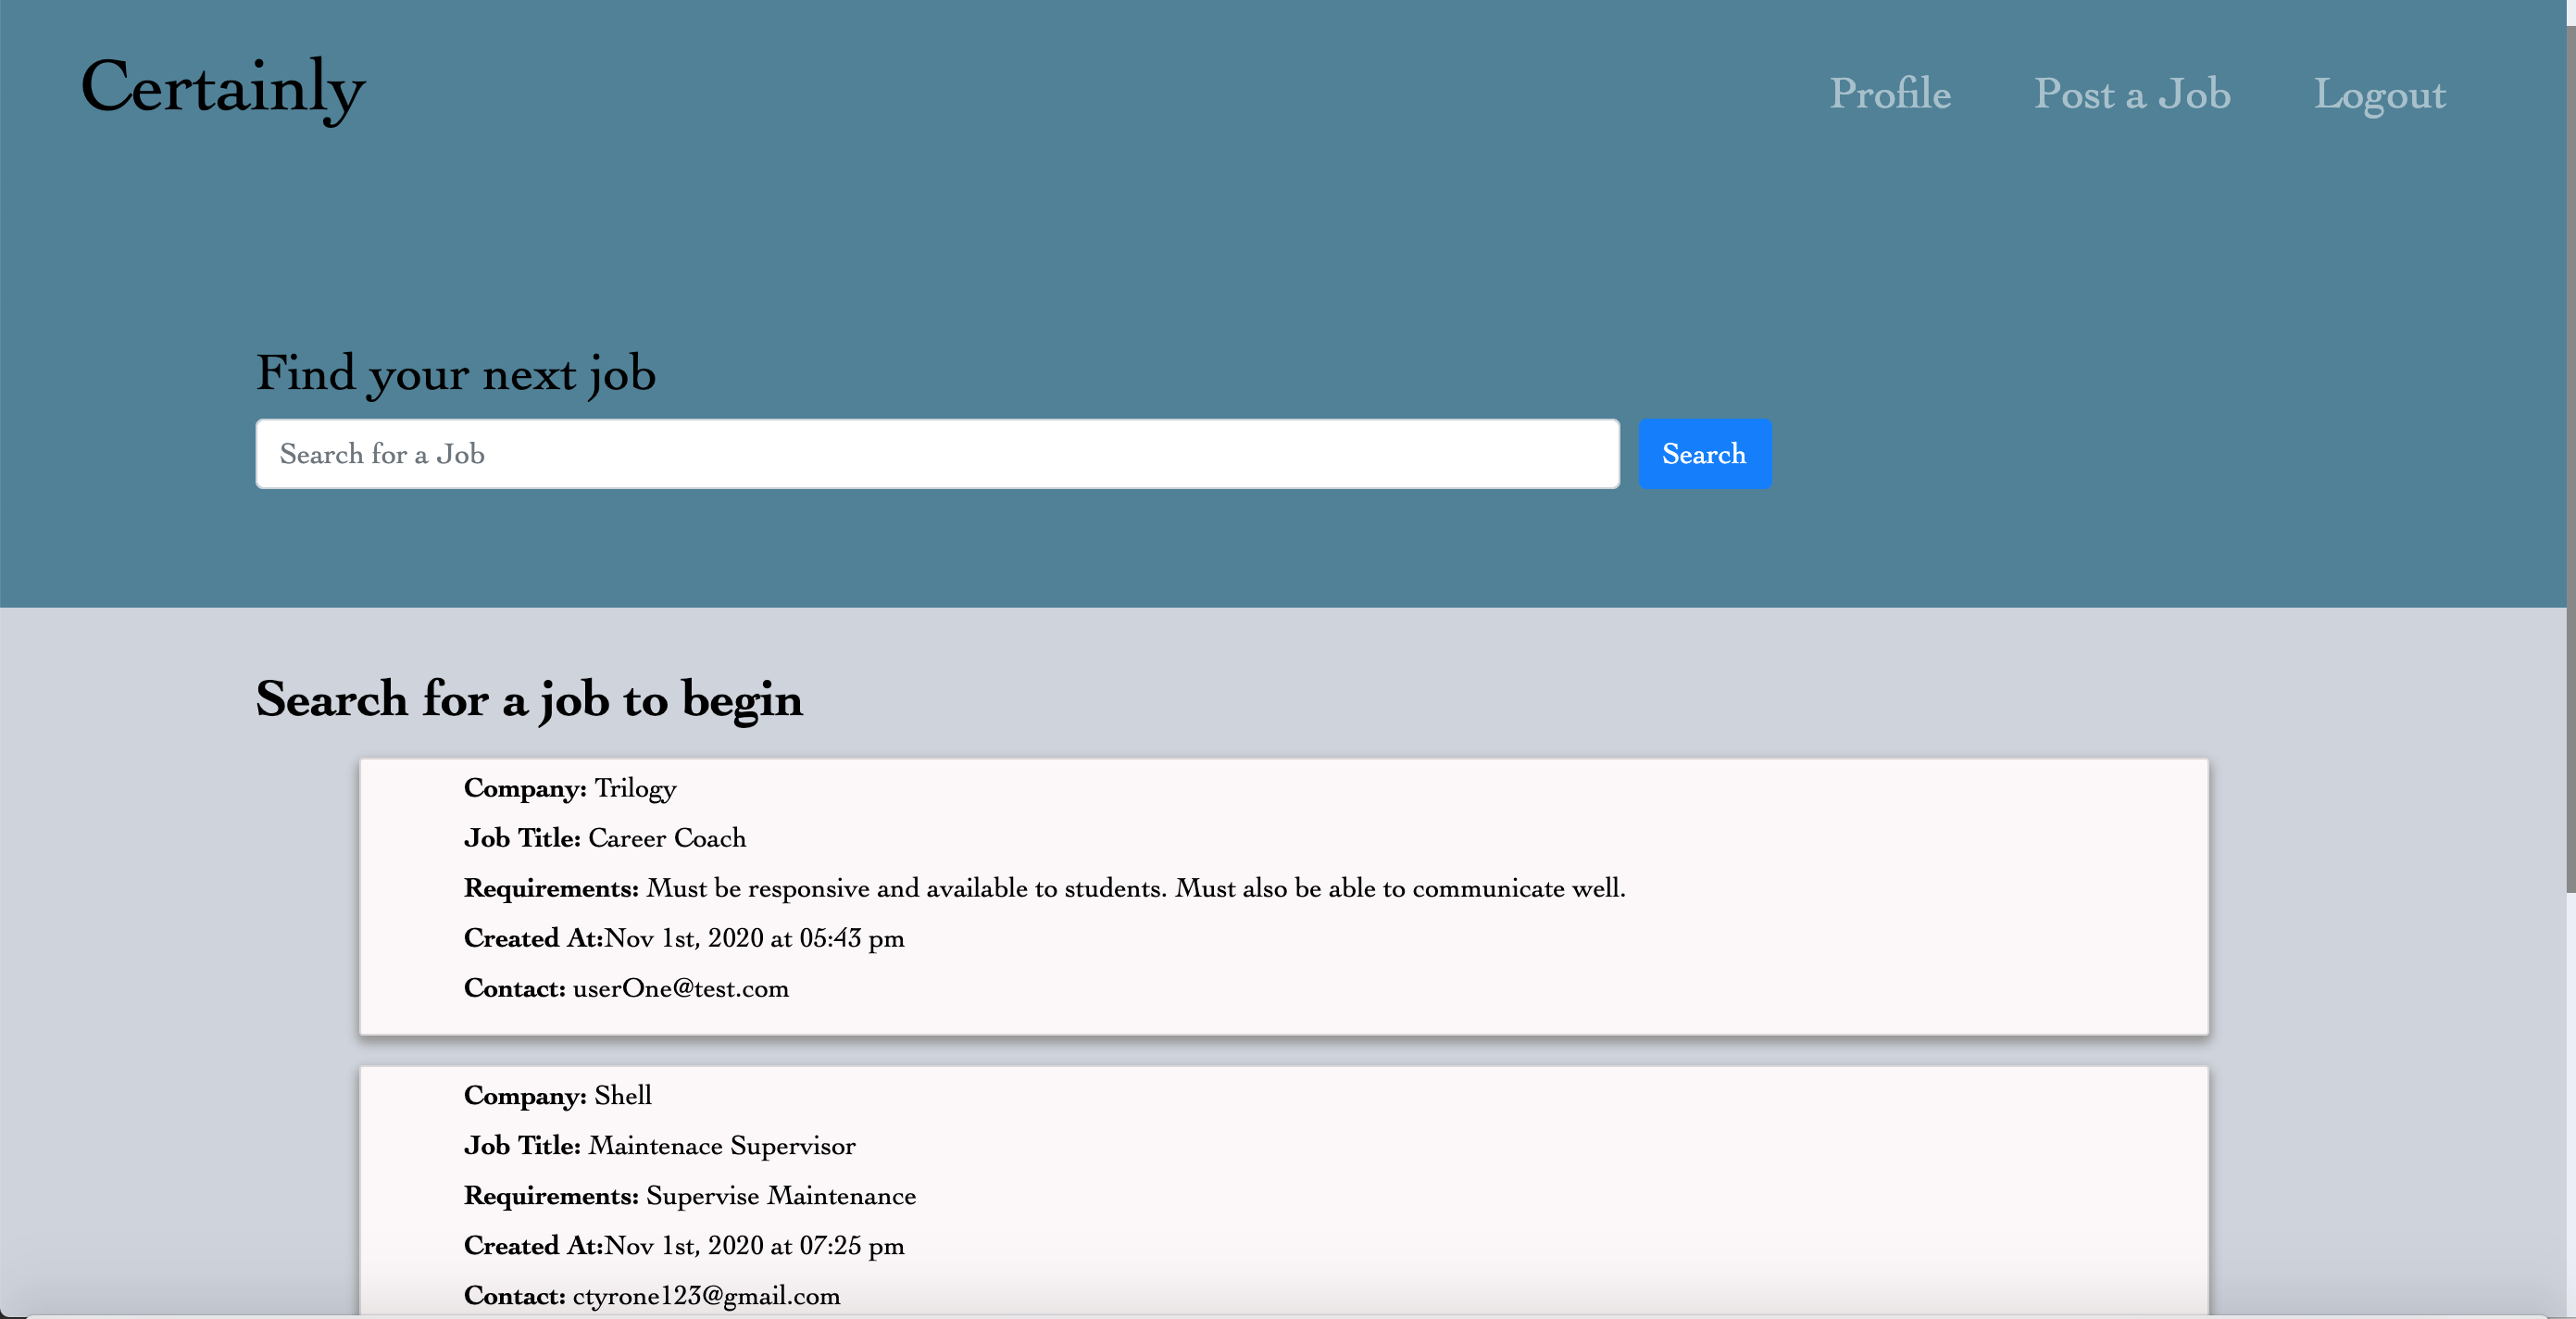 Certainly
Profile
Post a Job
Logout
Find your next job
Search for a Job
Search
Search for a job to begin
Company: Trilogy
Job Title: Career Coach
Requirements: Must be responsive and available to students. Must also be able to communicate well.
Created At:Nov 1st, 2020 at 05:43 pm
Contact: userOne@test.com
Company: Shell
Job Title: Maintenace Supervisor
Requirements: Supervise Maintenance
Created At:Nov 1st, 2020 at 07:25 pm
Contact: ctyrone123@gmail.com